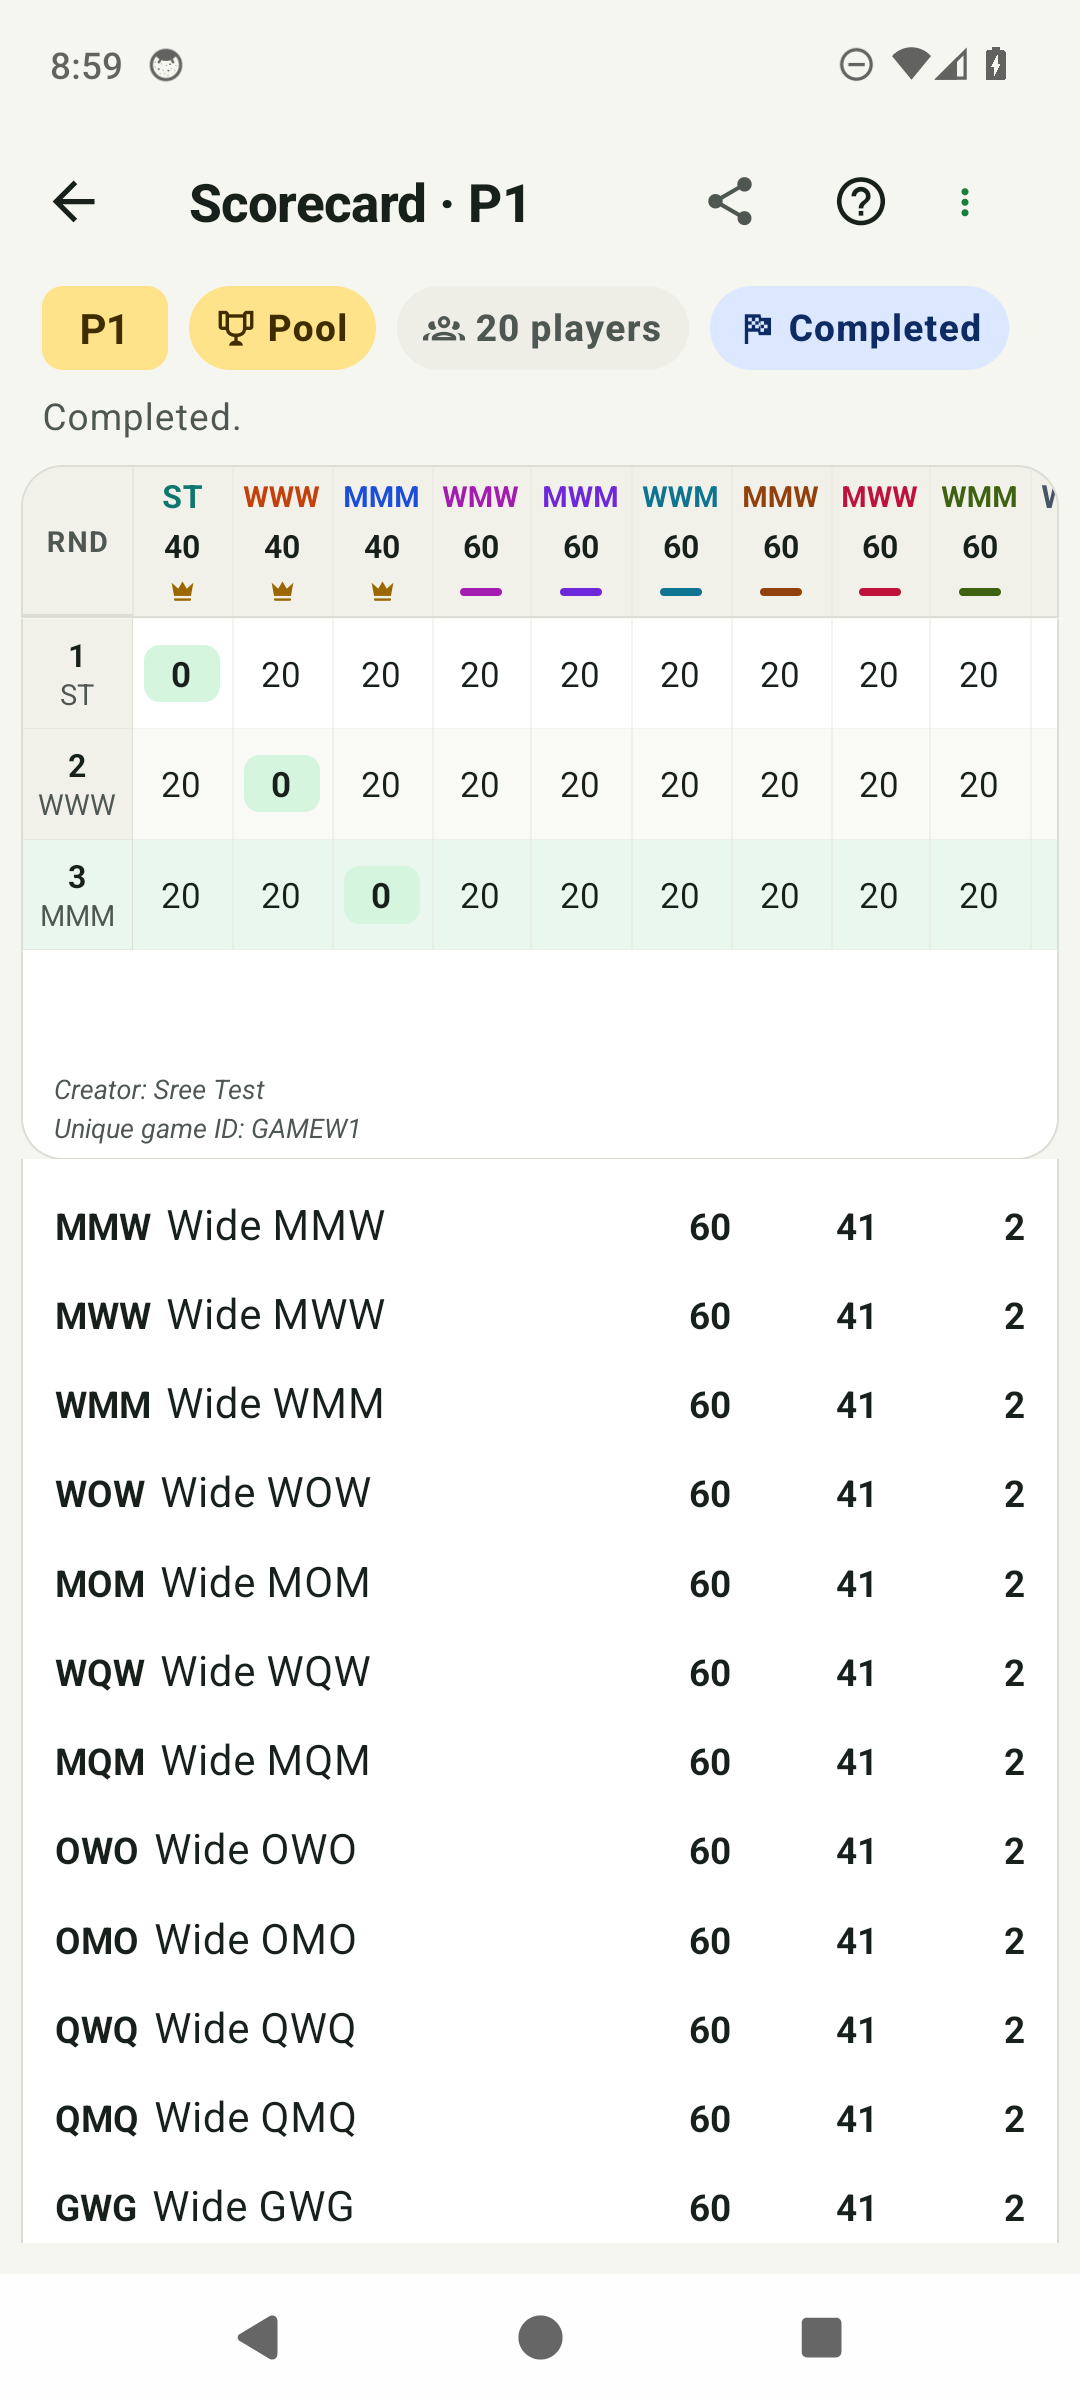 8:59
Scorecard · P1
P1 Pool 20 players Completed
Completed.
RND ST WWW MMM WMW MWM WWM MMW MWW WMM
40 40 40 60 60 60 60 60 60
1 ST 0 20 20 20 20 20 20 20 20
2 WWW 20 0 20 20 20 20 20 20 20
3 MMM 20 20 0 20 20 20 20 20 20
Creator: Sree Test
Unique game ID: GAMEW1
MMW Wide MMW 60 41 2
MWW Wide MWW 60 41 2
WMM Wide WMM 60 41 2
WOW Wide WOW 60 41 2
MOM Wide MOM 60 41 2
WQW Wide WQW 60 41 2
MQM Wide MQM 60 41 2
OWO Wide OWO 60 41 2
OMO Wide OMO 60 41 2
QWQ Wide QWQ 60 41 2
QMQ Wide QMQ 60 41 2
GWG Wide GWG 60 41 2